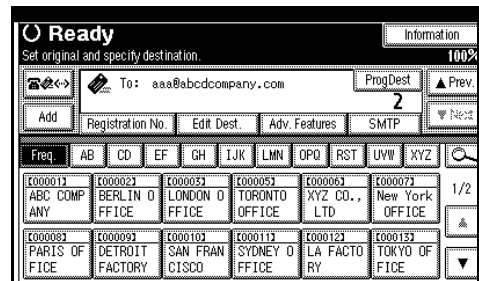 Ready
Information
Set original and specify destination.
100%
To: aaa@abcdcompany.com
ProgDest
▲ Prev.
2
Add
Registration No.
Edit Dest.
Adv. Features
SMTP
▼ Next
Freq.
AB
CD
EF
GH
IJK
LMN
OPQ
RST
UVW
XYZ
[00001]
ABC COMP
ANY
[00002]
BERLIN O
FFICE
[00003]
LONDON O
FFICE
[00005]
TORONTO
OFFICE
[00006]
XYZ CO.,
LTD
[00007]
New York
OFFICE
1/2
[00008]
PARIS OF
FICE
[00009]
DETROIT
FACTORY
[00010]
SAN FRAN
CISCO
[00011]
SYDNEY O
FFICE
[00012]
LA FACTO
RY
[00013]
TOKYO OF
FICE
▼